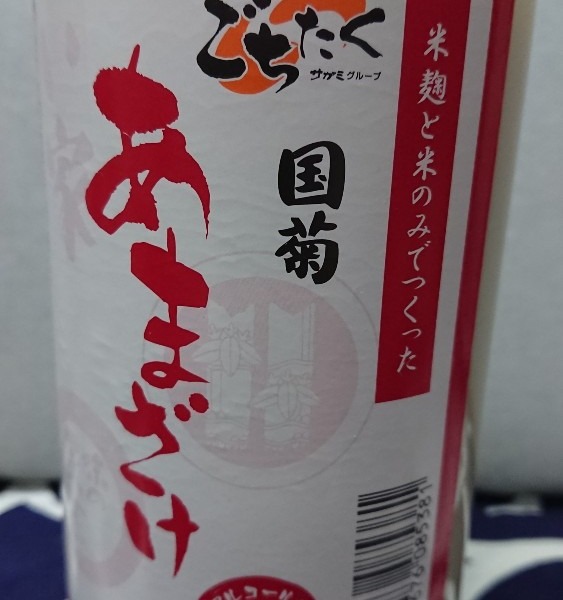 ごちたく
サガミグループ
米麹と米のみでつくった
国菊
あまざけ